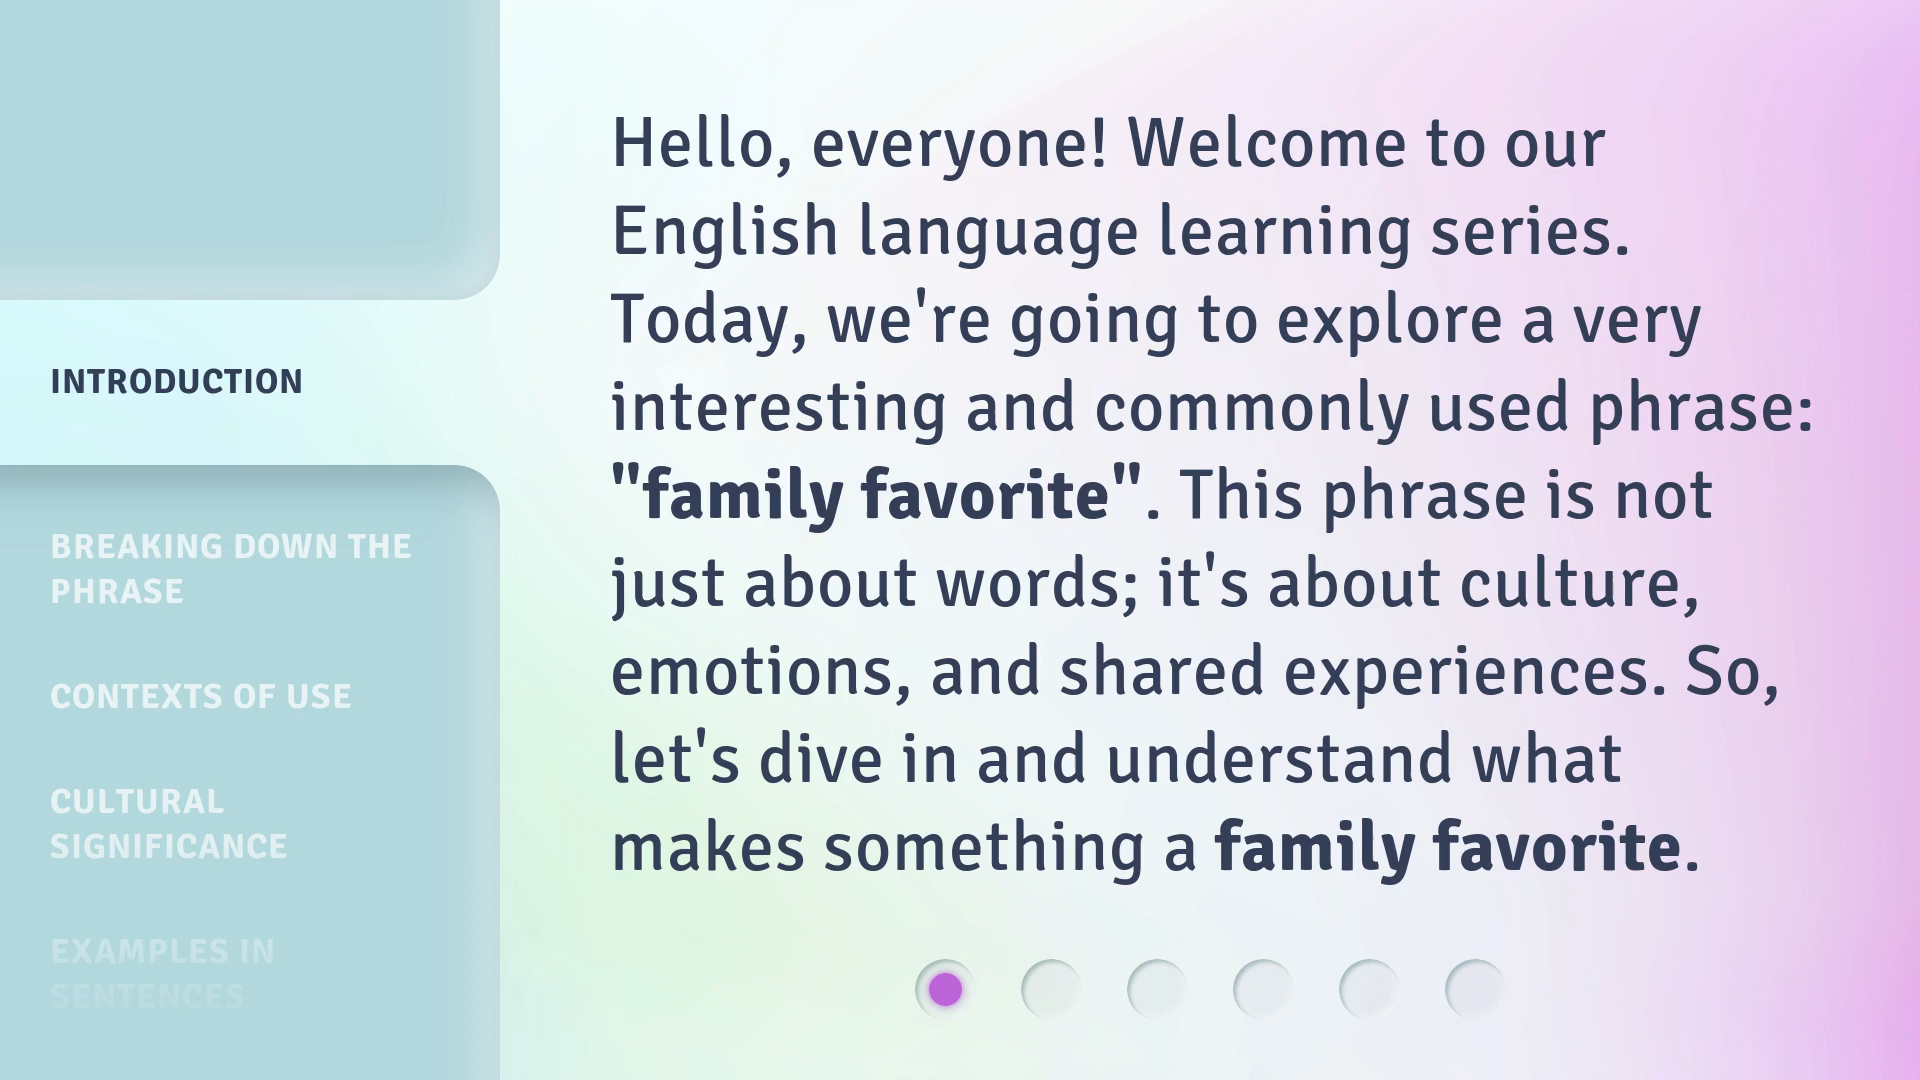 INTRODUCTION
BREAKING DOWN THE
PHRASE
CONTEXTS OF USE
CULTURAL
SIGNIFICANCE
EXAMPLES IN
SENTENCES
Hello, everyone! Welcome to our
English language learning series.
Today, we're going to explore a very
interesting and commonly used phrase:
"family favorite". This phrase is not
just about words; it's about culture,
emotions, and shared experiences. So,
let's dive in and understand what
makes something a family favorite.